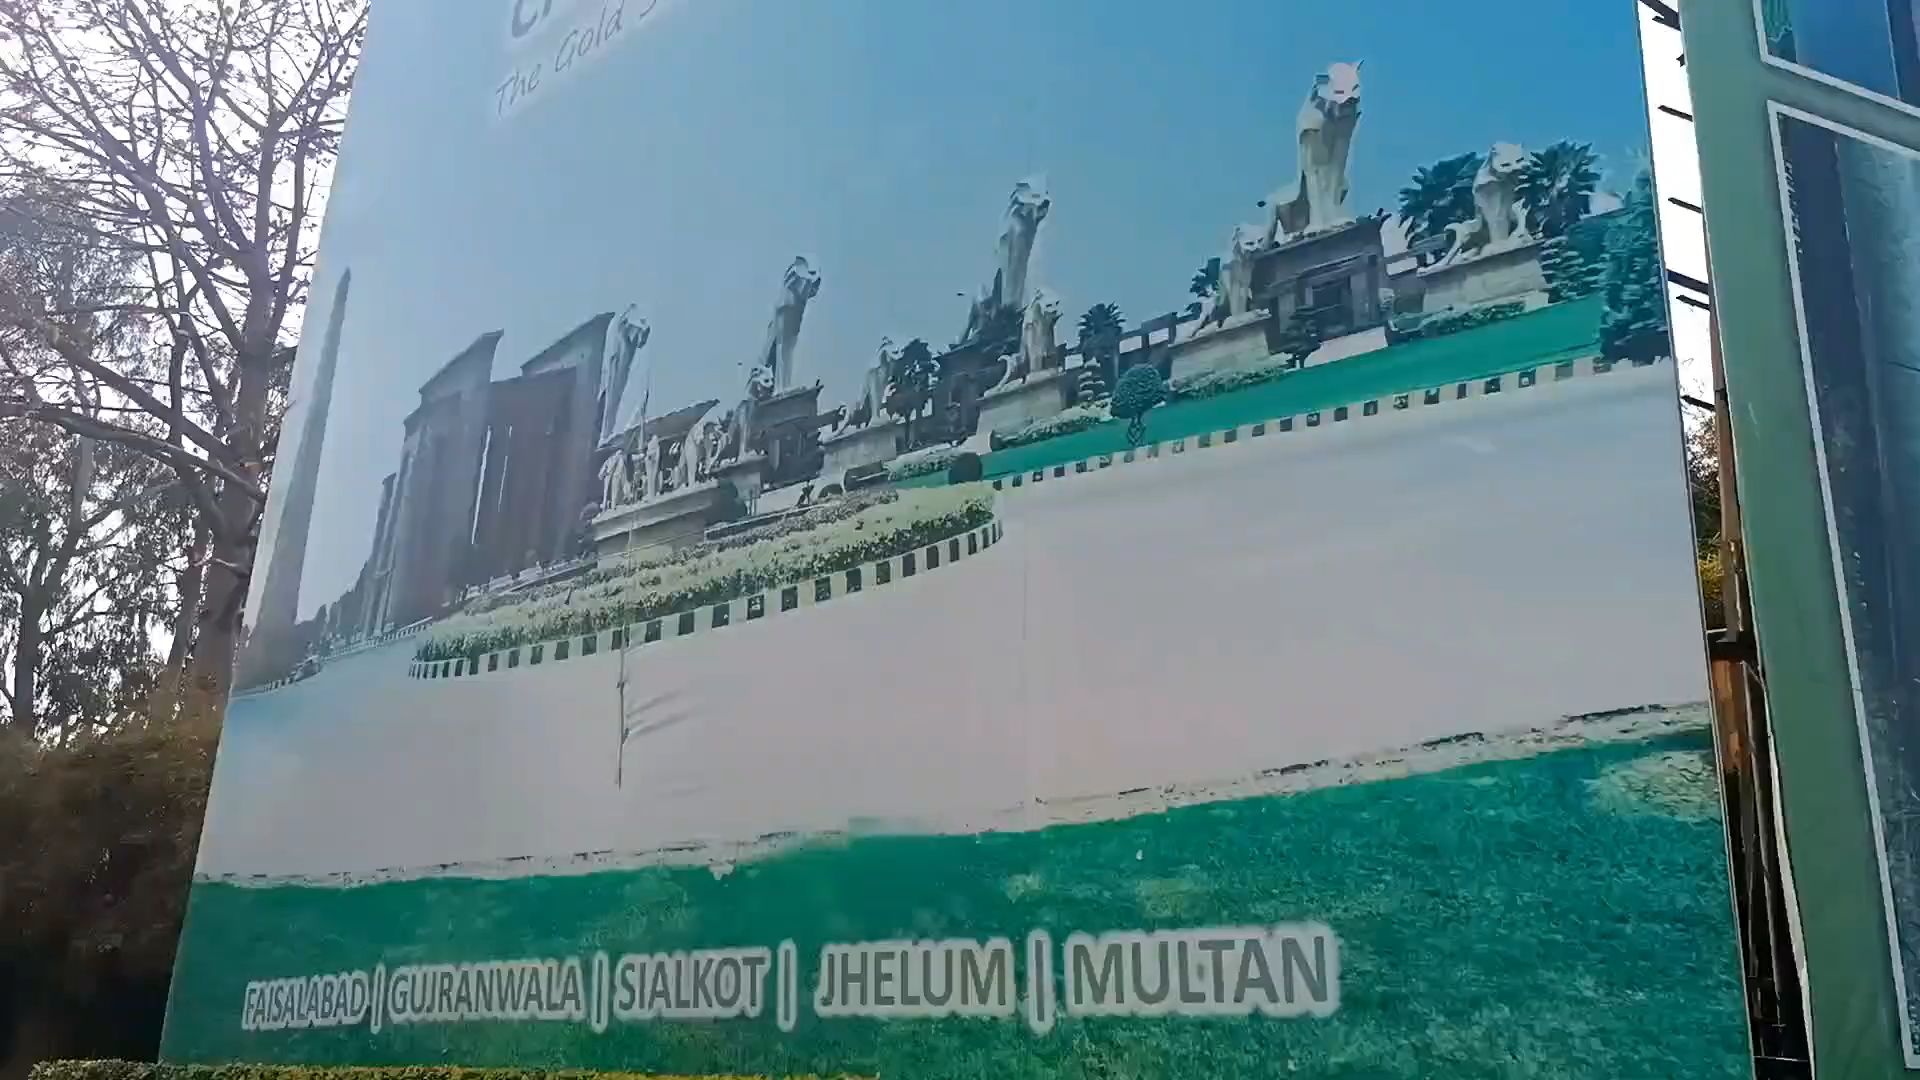 The Gold
FAISALABAD | GUJRANWALA | SIALKOT | JHELUM | MULTAN